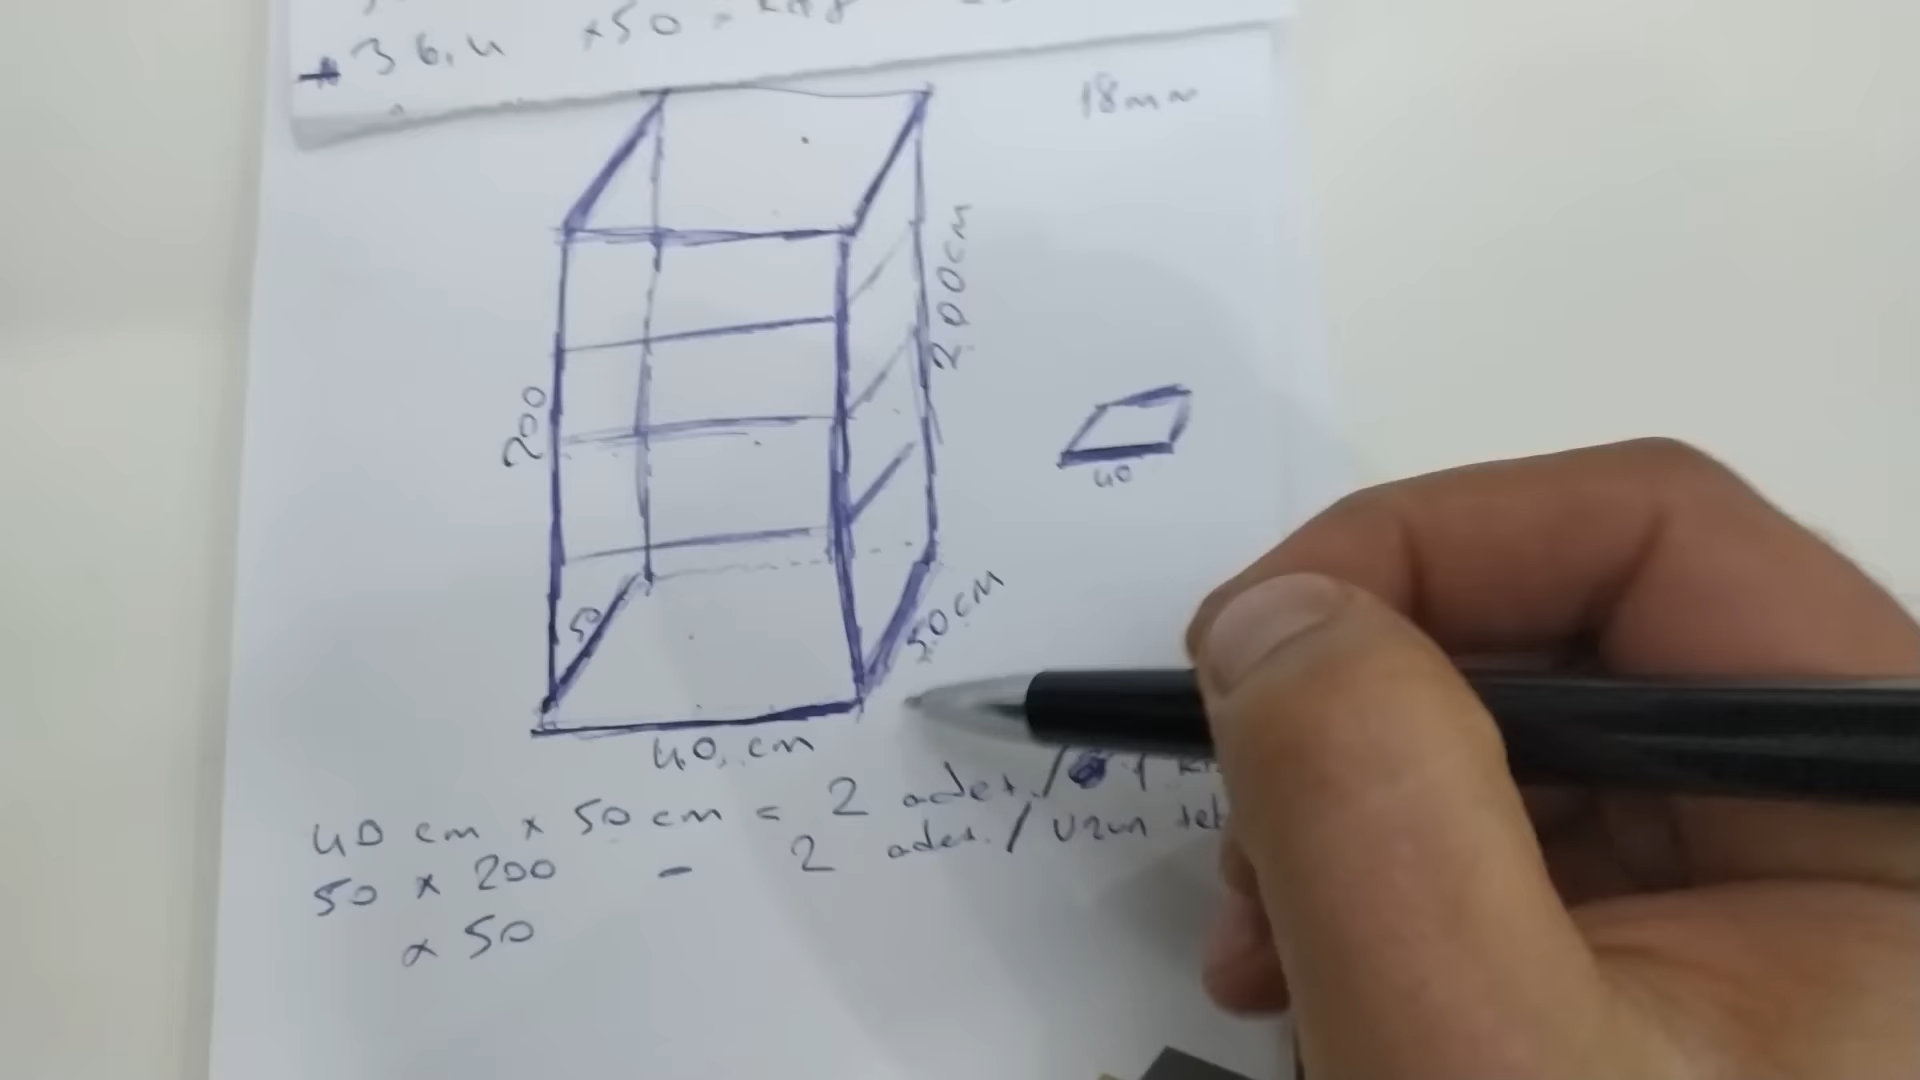 36,4 x50 =
18mm
200cm
200
40
50
50cm
40 cm
40 cm x 50 cm = 2 adet. / 1
50 x 200 - 2 adet. / Uzun
x 50